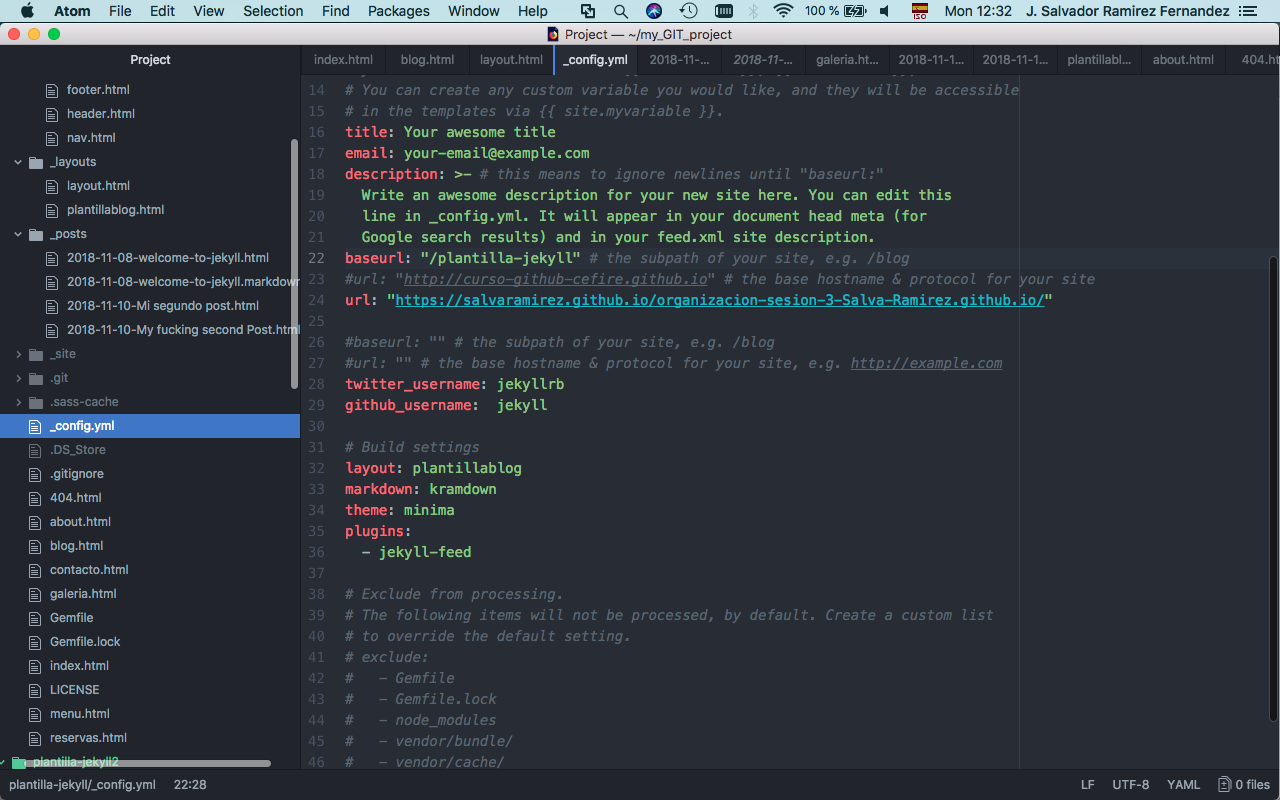 Atom File Edit View Selection Find Packages Window Help 100 % ISO Mon 12:32 J. Salvador Ramirez Fernandez
Project — ~/my_GIT_project
Project
footer.html
header.html
nav.html
_layouts
layout.html
plantillablog.html
_posts
2018-11-08-welcome-to-jekyll.html
2018-11-08-welcome-to-jekyll.markdown
2018-11-10-Mi segundo post.html
2018-11-10-My fucking second Post.html
_site
.git
.sass-cache
_config.yml
.DS_Store
.gitignore
404.html
about.html
blog.html
contacto.html
galeria.html
Gemfile
Gemfile.lock
index.html
LICENSE
menu.html
reservas.html
plantilla-jekyll2
index.html blog.html layout.html _config.yml 2018-11-... 2018-11-... galeria.ht... 2018-11-1... 2018-11-1... plantillabl... about.html 404.ht
14 # You can create any custom variable you would like, and they will be accessible
15 # in the templates via {{ site.myvariable }}.
16 title: Your awesome title
17 email: your-email@example.com
18 description: >- # this means to ignore newlines until "baseurl:"
19 Write an awesome description for your new site here. You can edit this
20 line in _config.yml. It will appear in your document head meta (for
21 Google search results) and in your feed.xml site description.
22 baseurl: "/plantilla-jekyll" # the subpath of your site, e.g. /blog
23 #url: "http://curso-github-cefire.github.io" # the base hostname & protocol for your site
24 url: "https://salvaramirez.github.io/organizacion-sesion-3-Salva-Ramirez.github.io/"
25
26 #baseurl: "" # the subpath of your site, e.g. /blog
27 #url: "" # the base hostname & protocol for your site, e.g. http://example.com
28 twitter_username: jekyllrb
29 github_username:  jekyll
30
31 # Build settings
32 layout: plantillablog
33 markdown: kramdown
34 theme: minima
35 plugins:
36 - jekyll-feed
37
38 # Exclude from processing.
39 # The following items will not be processed, by default. Create a custom list
40 # to override the default setting.
41 # exclude:
42 #   - Gemfile
43 #   - Gemfile.lock
44 #   - node_modules
45 #   - vendor/bundle/
46 #   - vendor/cache/
plantilla-jekyll/_config.yml 22:28 LF UTF-8 YAML 0 files